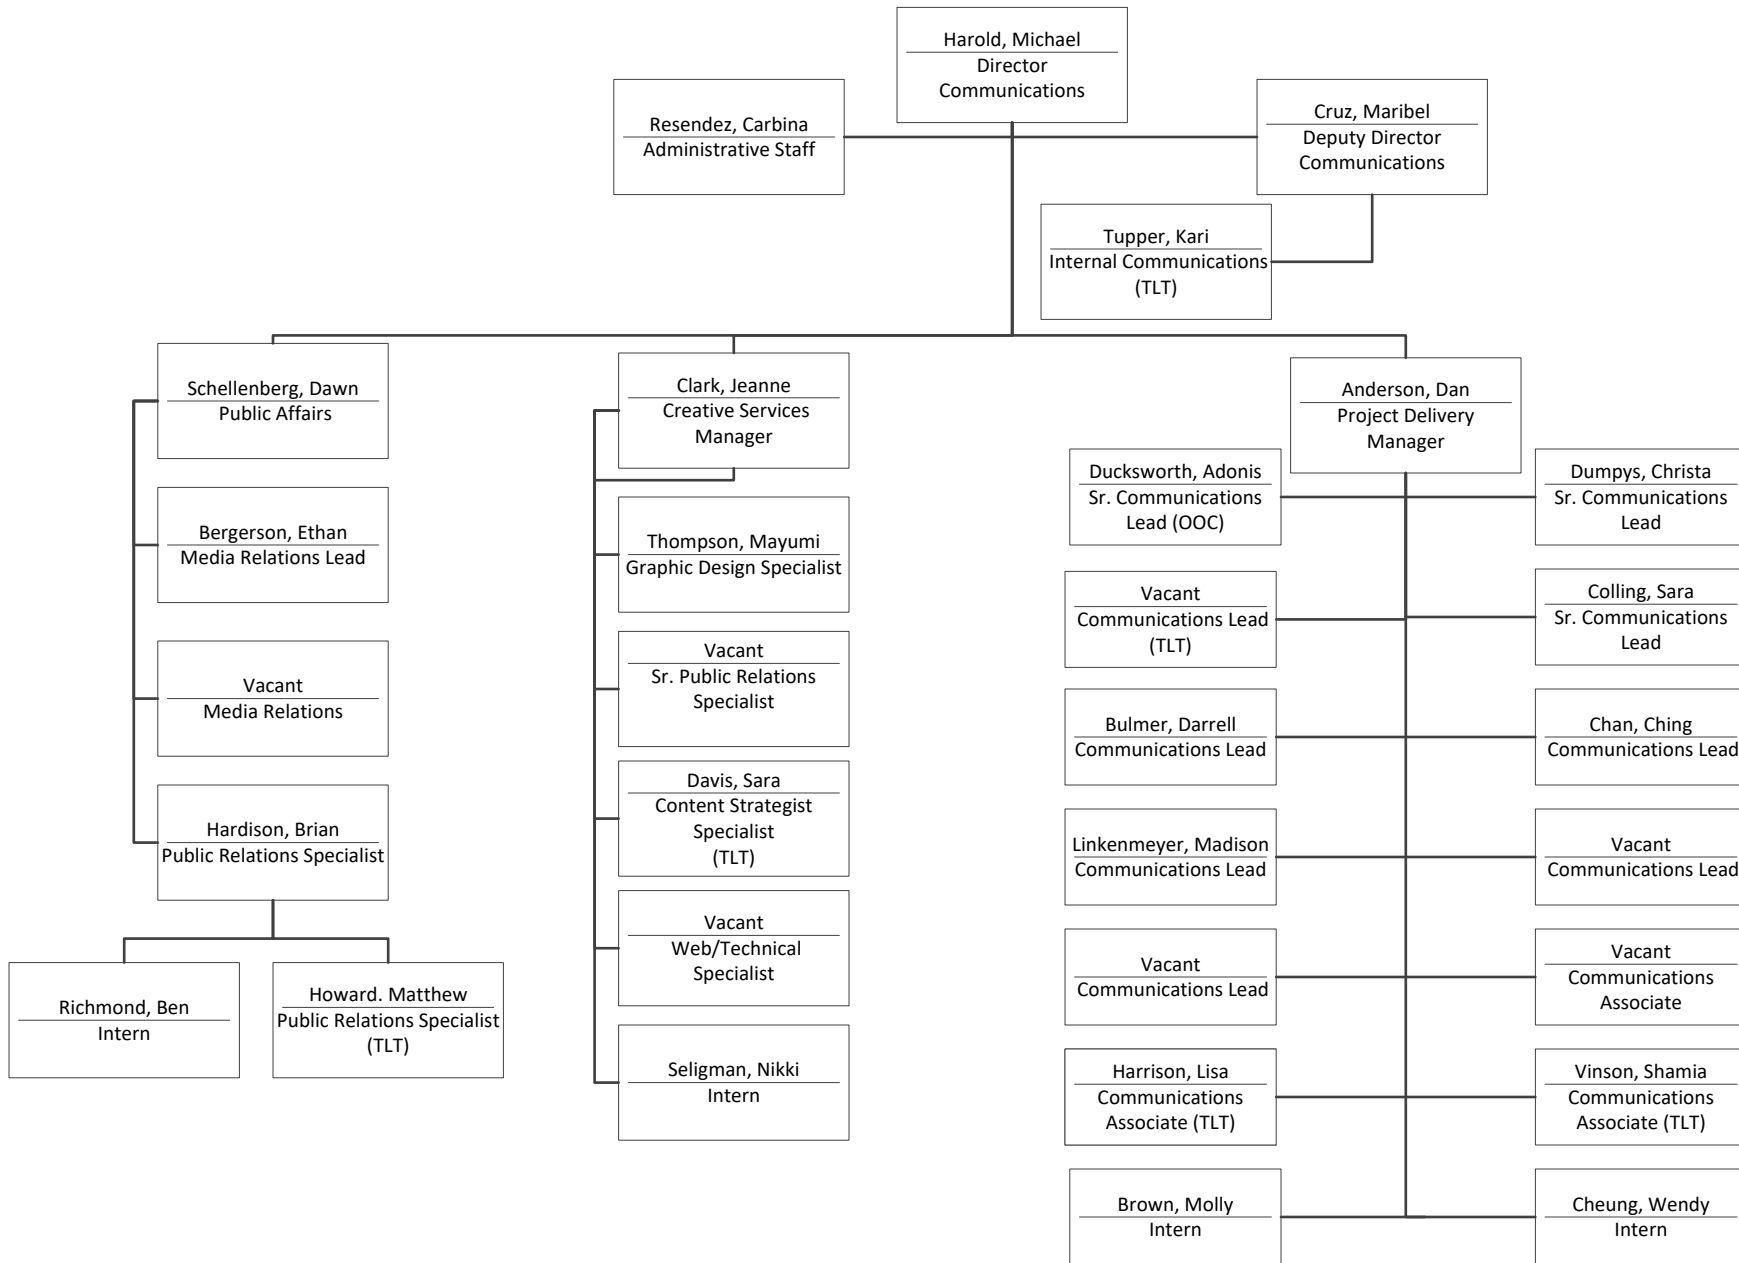 Harold, Michael
Director
Communications
Resendez, Carbina
Administrative Staff
Cruz, Maribel
Deputy Director
Communications
Tupper, Kari
Internal Communications
(TLT)
Schellenberg, Dawn
Public Affairs
Bergerson, Ethan
Media Relations Lead
Vacant
Media Relations
Hardison, Brian
Public Relations Specialist
Richmond, Ben
Intern
Howard. Matthew
Public Relations Specialist
(TLT)
Clark, Jeanne
Creative Services
Manager
Thompson, Mayumi
Graphic Design Specialist
Vacant
Sr. Public Relations
Specialist
Davis, Sara
Content Strategist
Specialist
(TLT)
Vacant
Web/Technical
Specialist
Seligman, Nikki
Intern
Anderson, Dan
Project Delivery
Manager
Ducksworth, Adonis
Sr. Communications
Lead (OOC)
Dumpys, Christa
Sr. Communications
Lead
Vacant
Communications Lead
(TLT)
Colling, Sara
Sr. Communications
Lead
Bulmer, Darrell
Communications Lead
Chan, Ching
Communications Lead
Linkenmeyer, Madison
Communications Lead
Vacant
Communications Lead
Vacant
Communications Lead
Vacant
Communications
Associate
Harrison, Lisa
Communications
Associate (TLT)
Vinson, Shamia
Communications
Associate (TLT)
Brown, Molly
Intern
Cheung, Wendy
Intern